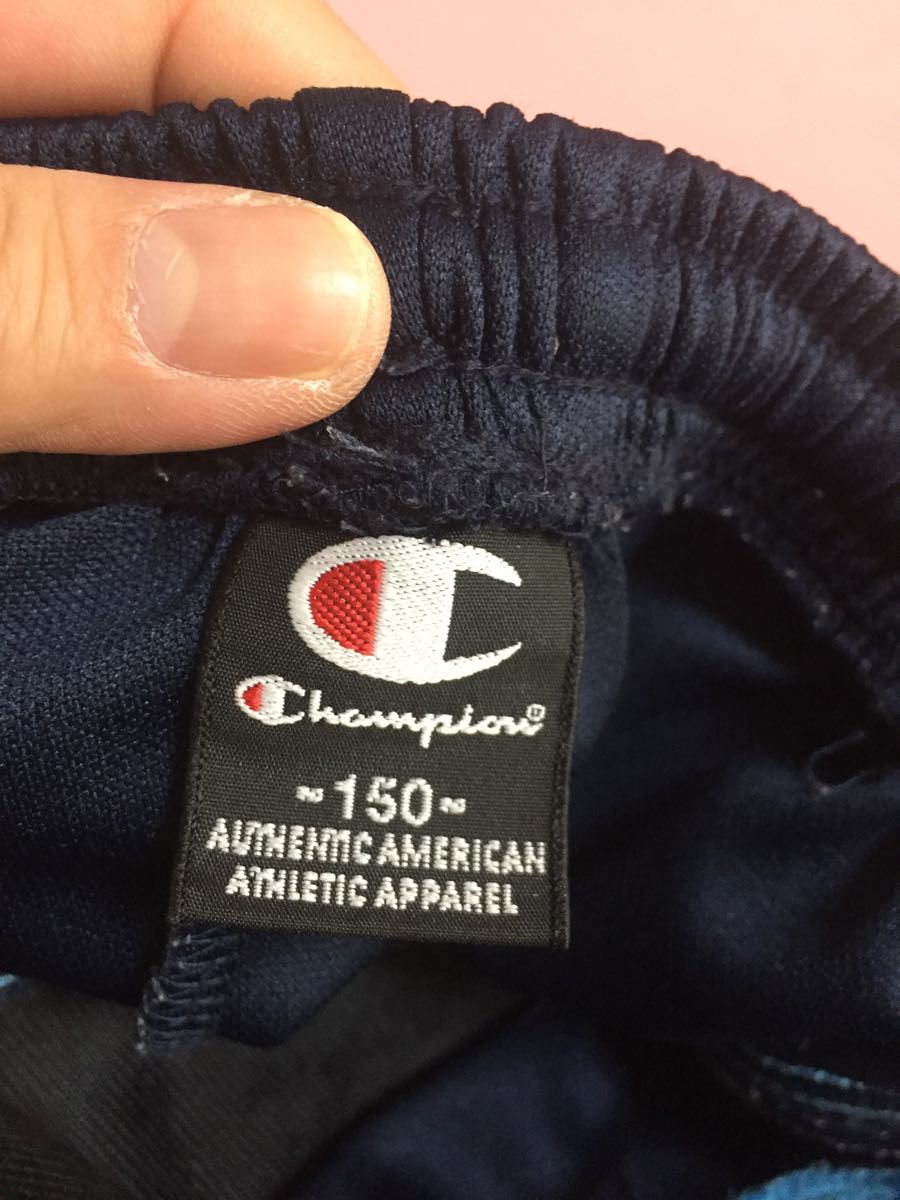 Champion®
~150~
AUTHENTIC AMERICAN
ATHLETIC APPAREL